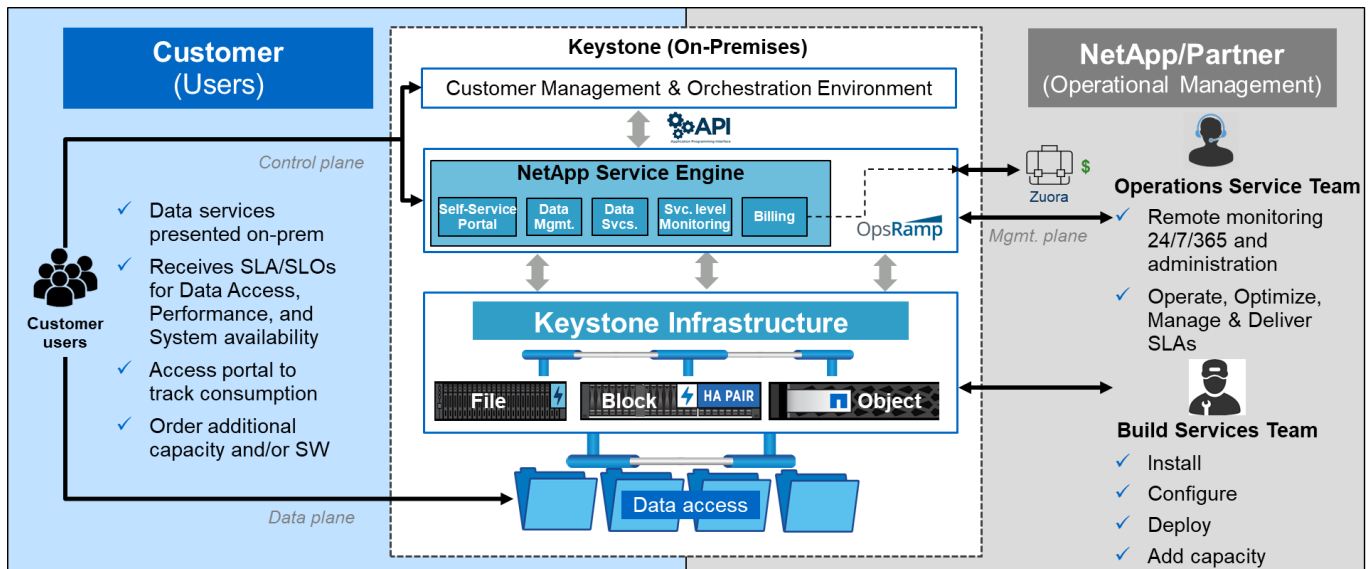 Customer
(Users)
Control plane
Data services
presented on-prem
Receives SLA/SLOs
for Data Access,
Performance, and
System availability
Access portal to
track consumption
Order additional
capacity and/or SW
Customer
users
Data plane
Keystone (On-Premises)
Customer Management & Orchestration Environment
API
Application Programming Interface
NetApp Service Engine
Self-Service
Portal
Data
Mgmt.
Data
Svcs.
Svc. level
Monitoring
Billing
OpsRamp
Keystone Infrastructure
File
Block
HA PAIR
Object
Data access
NetApp/Partner
(Operational Management)
$
Zuora
Mgmt. plane
Operations Service Team
Remote monitoring
24/7/365 and
administration
Operate, Optimize,
Manage & Deliver
SLAs
Build Services Team
Install
Configure
Deploy
Add capacity